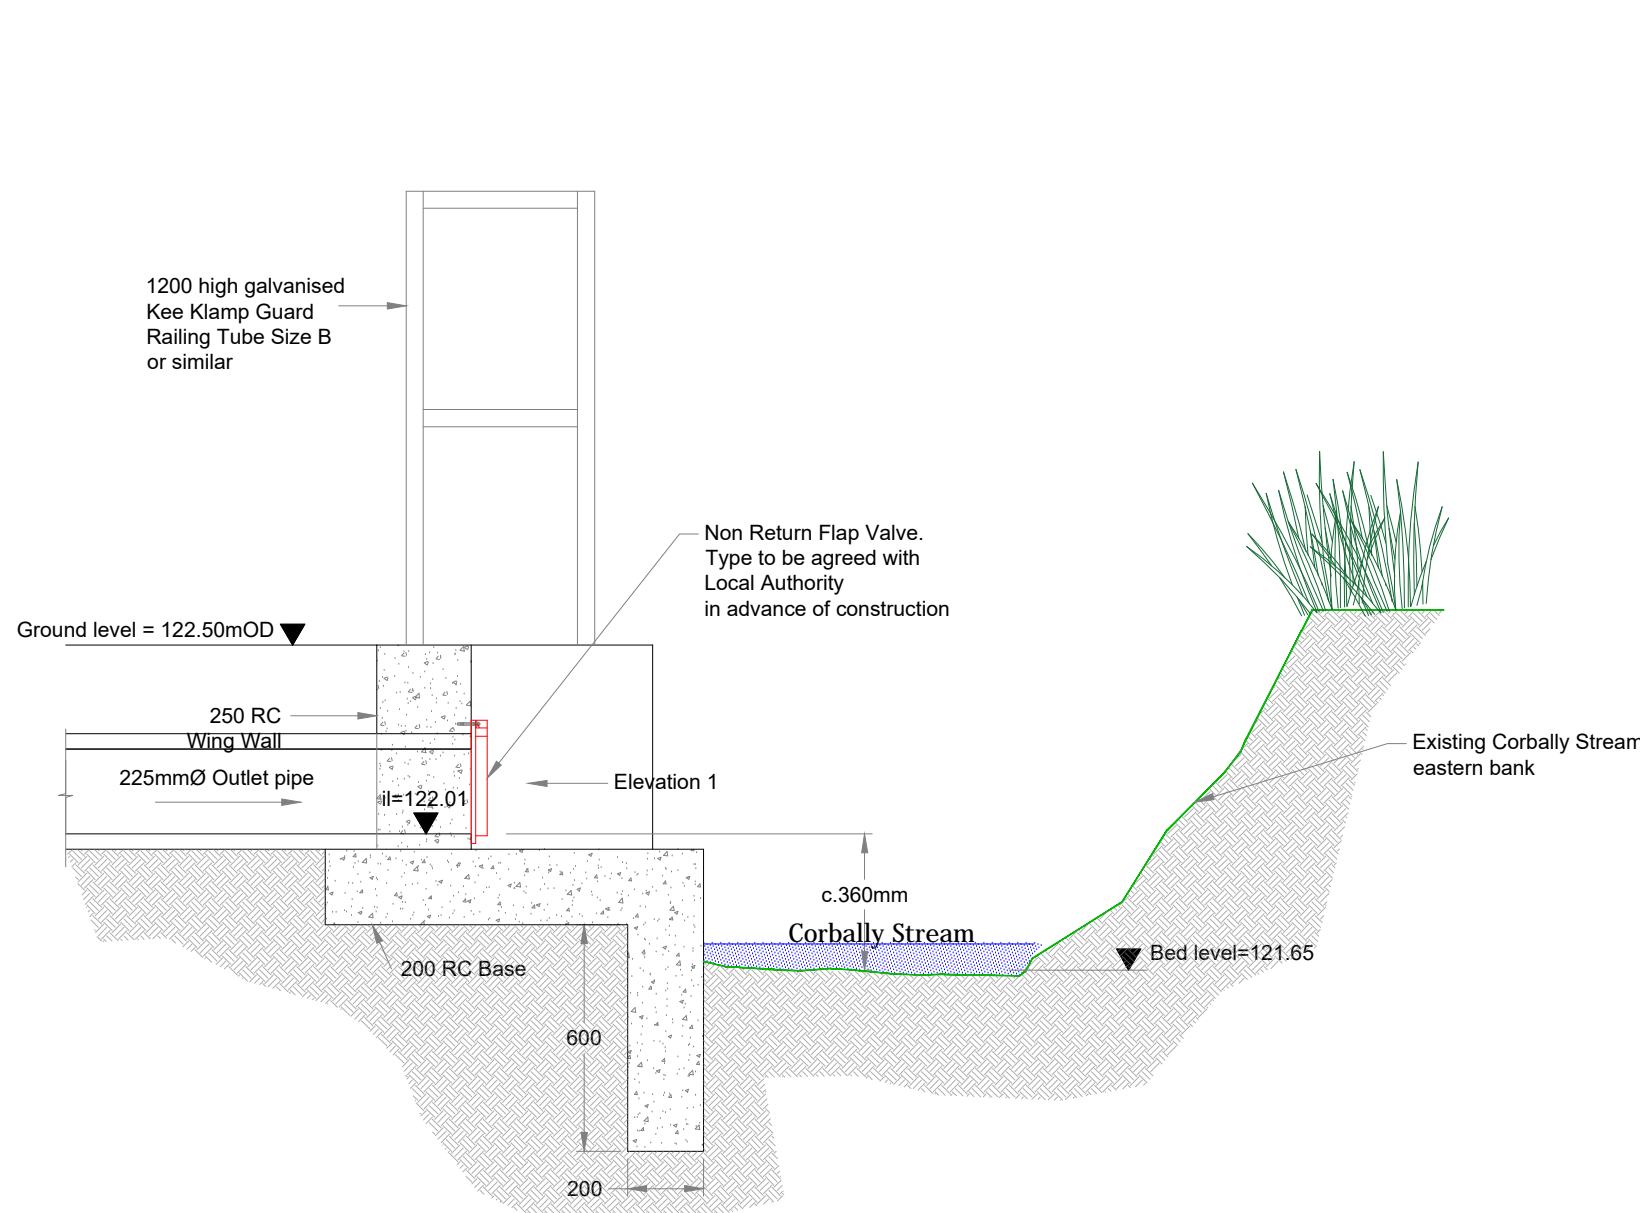 1200 high galvanised
Kee Klamp Guard
Railing Tube Size B
or similar
Non Return Flap Valve.
Type to be agreed with
Local Authority
in advance of construction
Ground level = 122.50mOD
250 RC
Wing Wall
225mmØ Outlet pipe
il=122.01
Elevation 1
Existing Corbally Stream
eastern bank
c.360mm
Corbally Stream
Bed level=121.65
200 RC Base
600
200